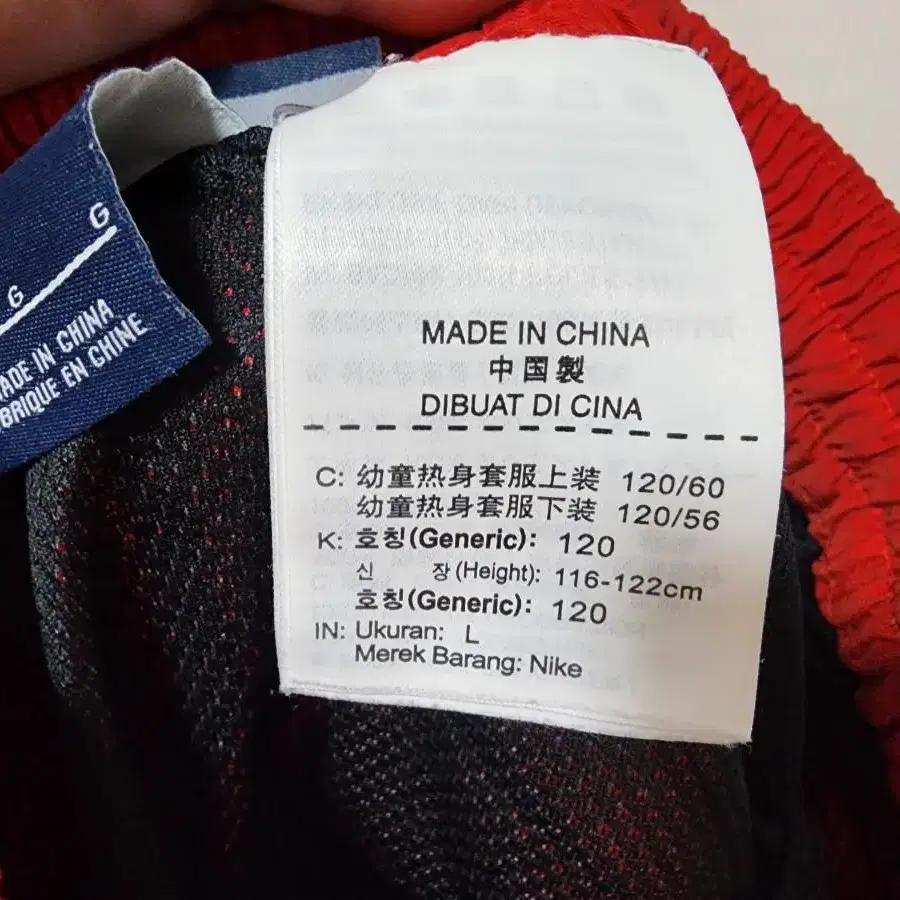 G
G
MADE IN CHINA
BRIQUE EN CHINE
MADE IN CHINA
中国製
DIBUAT DI CINA
C: 幼童热身套服上装 120/60
幼童热身套服下装 120/56
K: 호칭(Generic): 120
신 장(Height): 116-122cm
호칭(Generic): 120
IN: Ukuran: L
Merek Barang: Nike